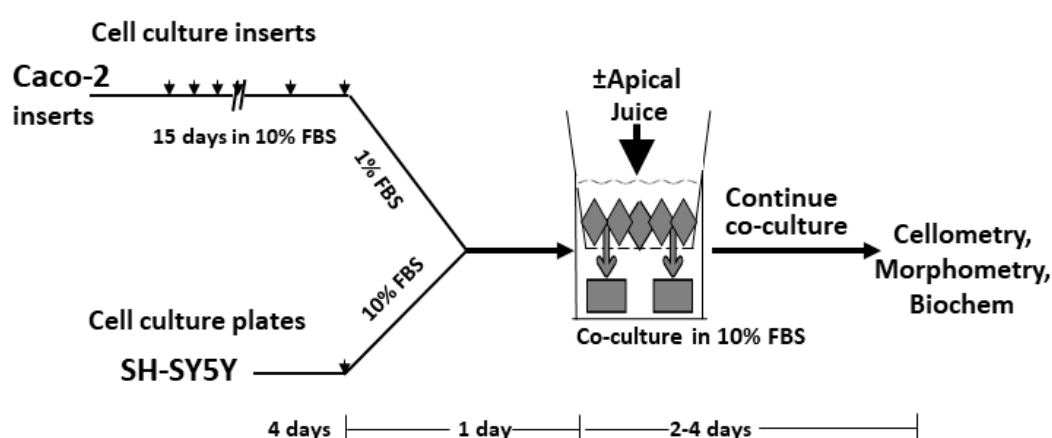 Cell culture inserts
Caco-2
inserts
15 days in 10% FBS
1% FBS
±Apical
Juice
Continue
co-culture
Cellometry,
Morphometry,
Biochem
10% FBS
Cell culture plates
SH-SY5Y
Co-culture in 10% FBS
4 days
1 day
2-4 days